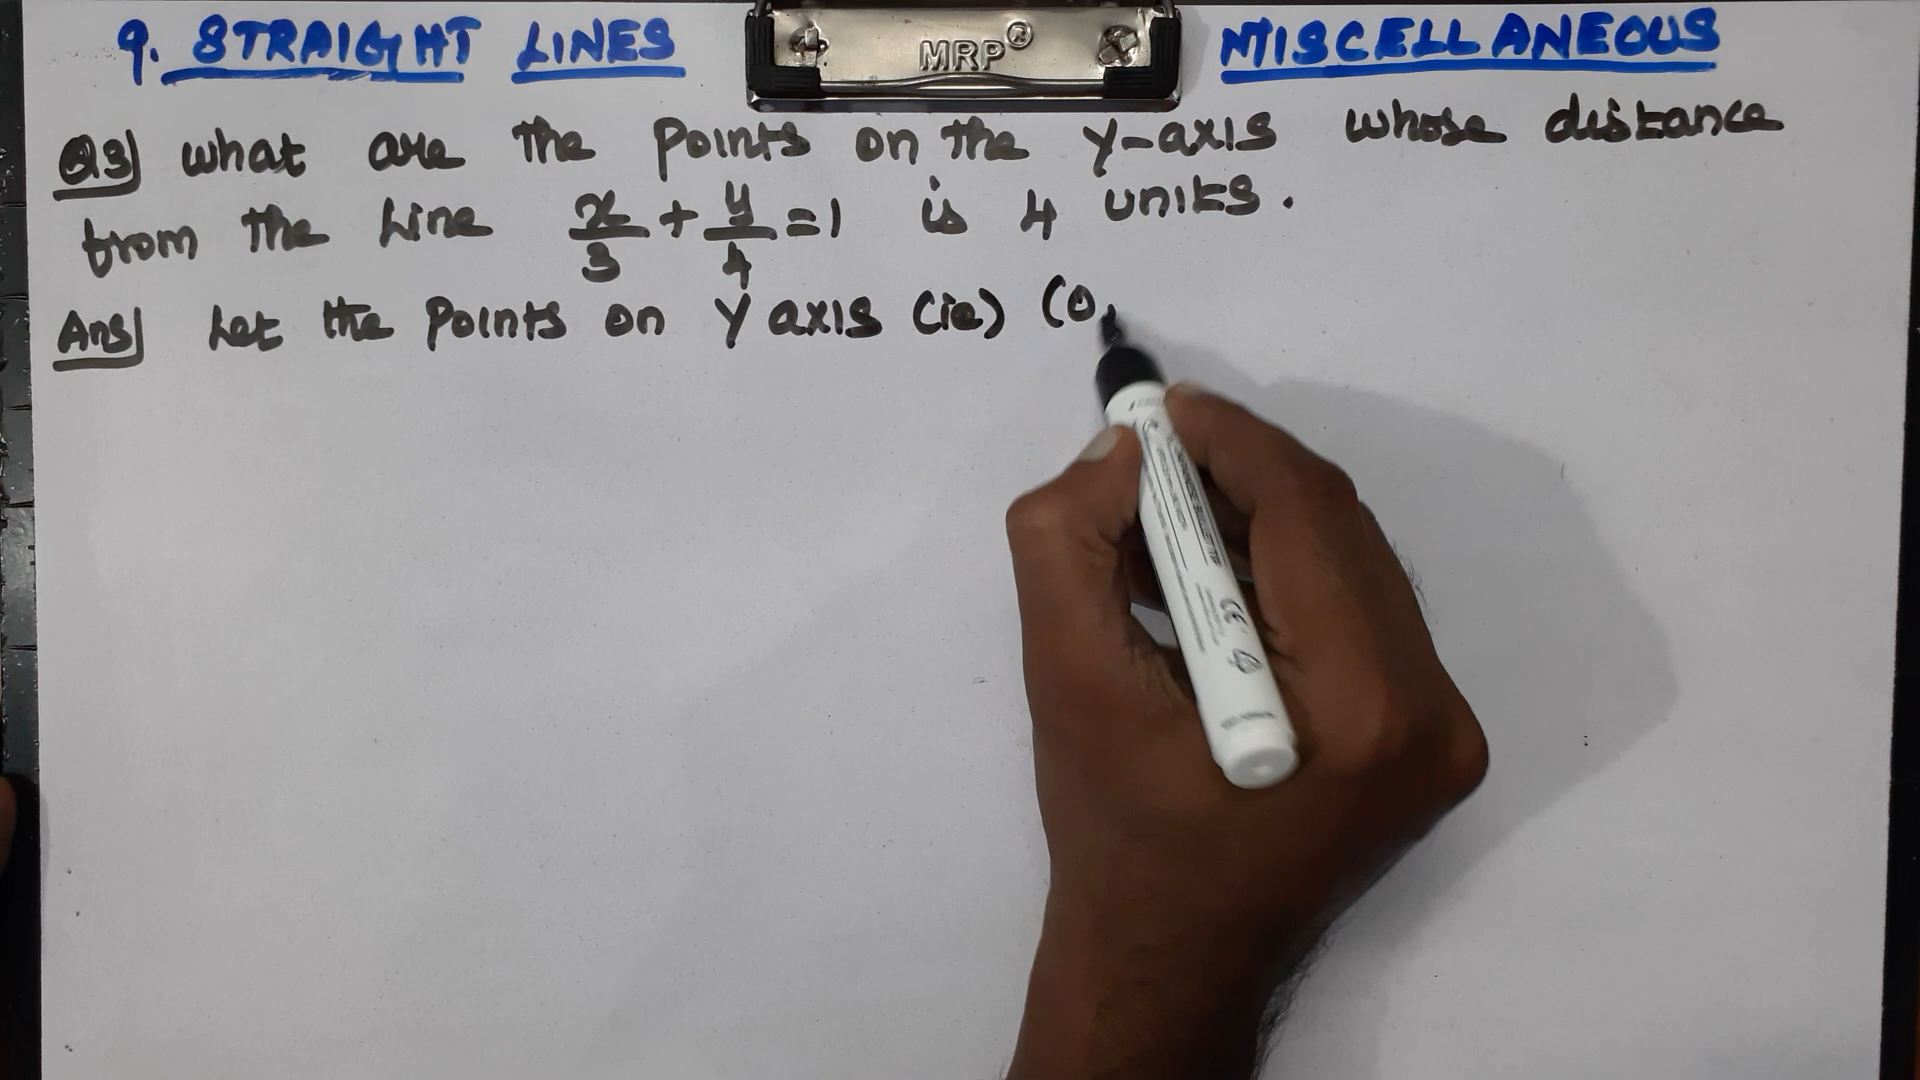 9. STRAIGHT LINES MRP® MISCELLANEOUS
Q3) what are the points on the y-axis whose distance
from the Line x/3 + y/4 = 1 is 4 units.
Ans) Let the points on Y axis (ie) (0,
CE